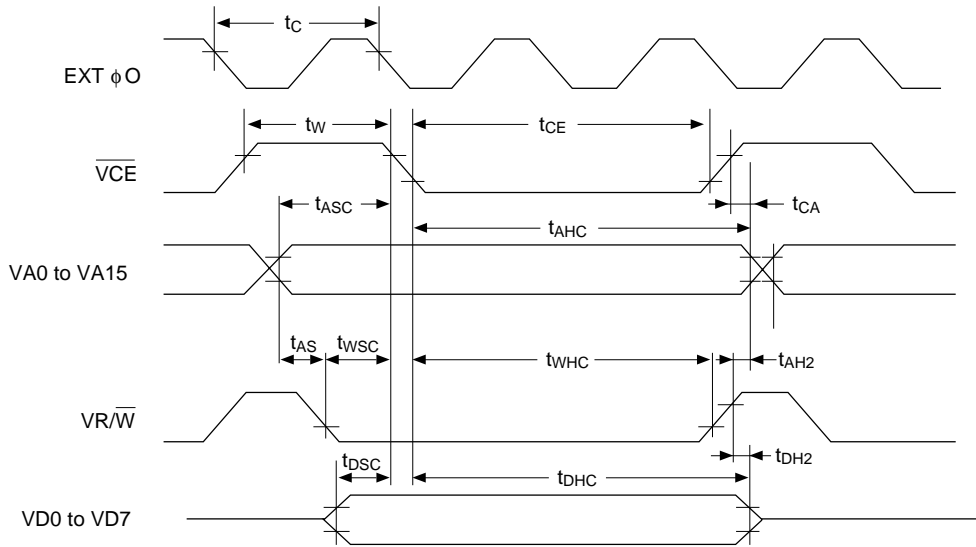 tC
EXT ϕO
tW
tCE
VCE
tCA
tASC
tAHC
VA0 to VA15
tAS
tWSC
tWHC
tAH2
VR/W
tDSC
tDHC
tDH2
VD0 to VD7